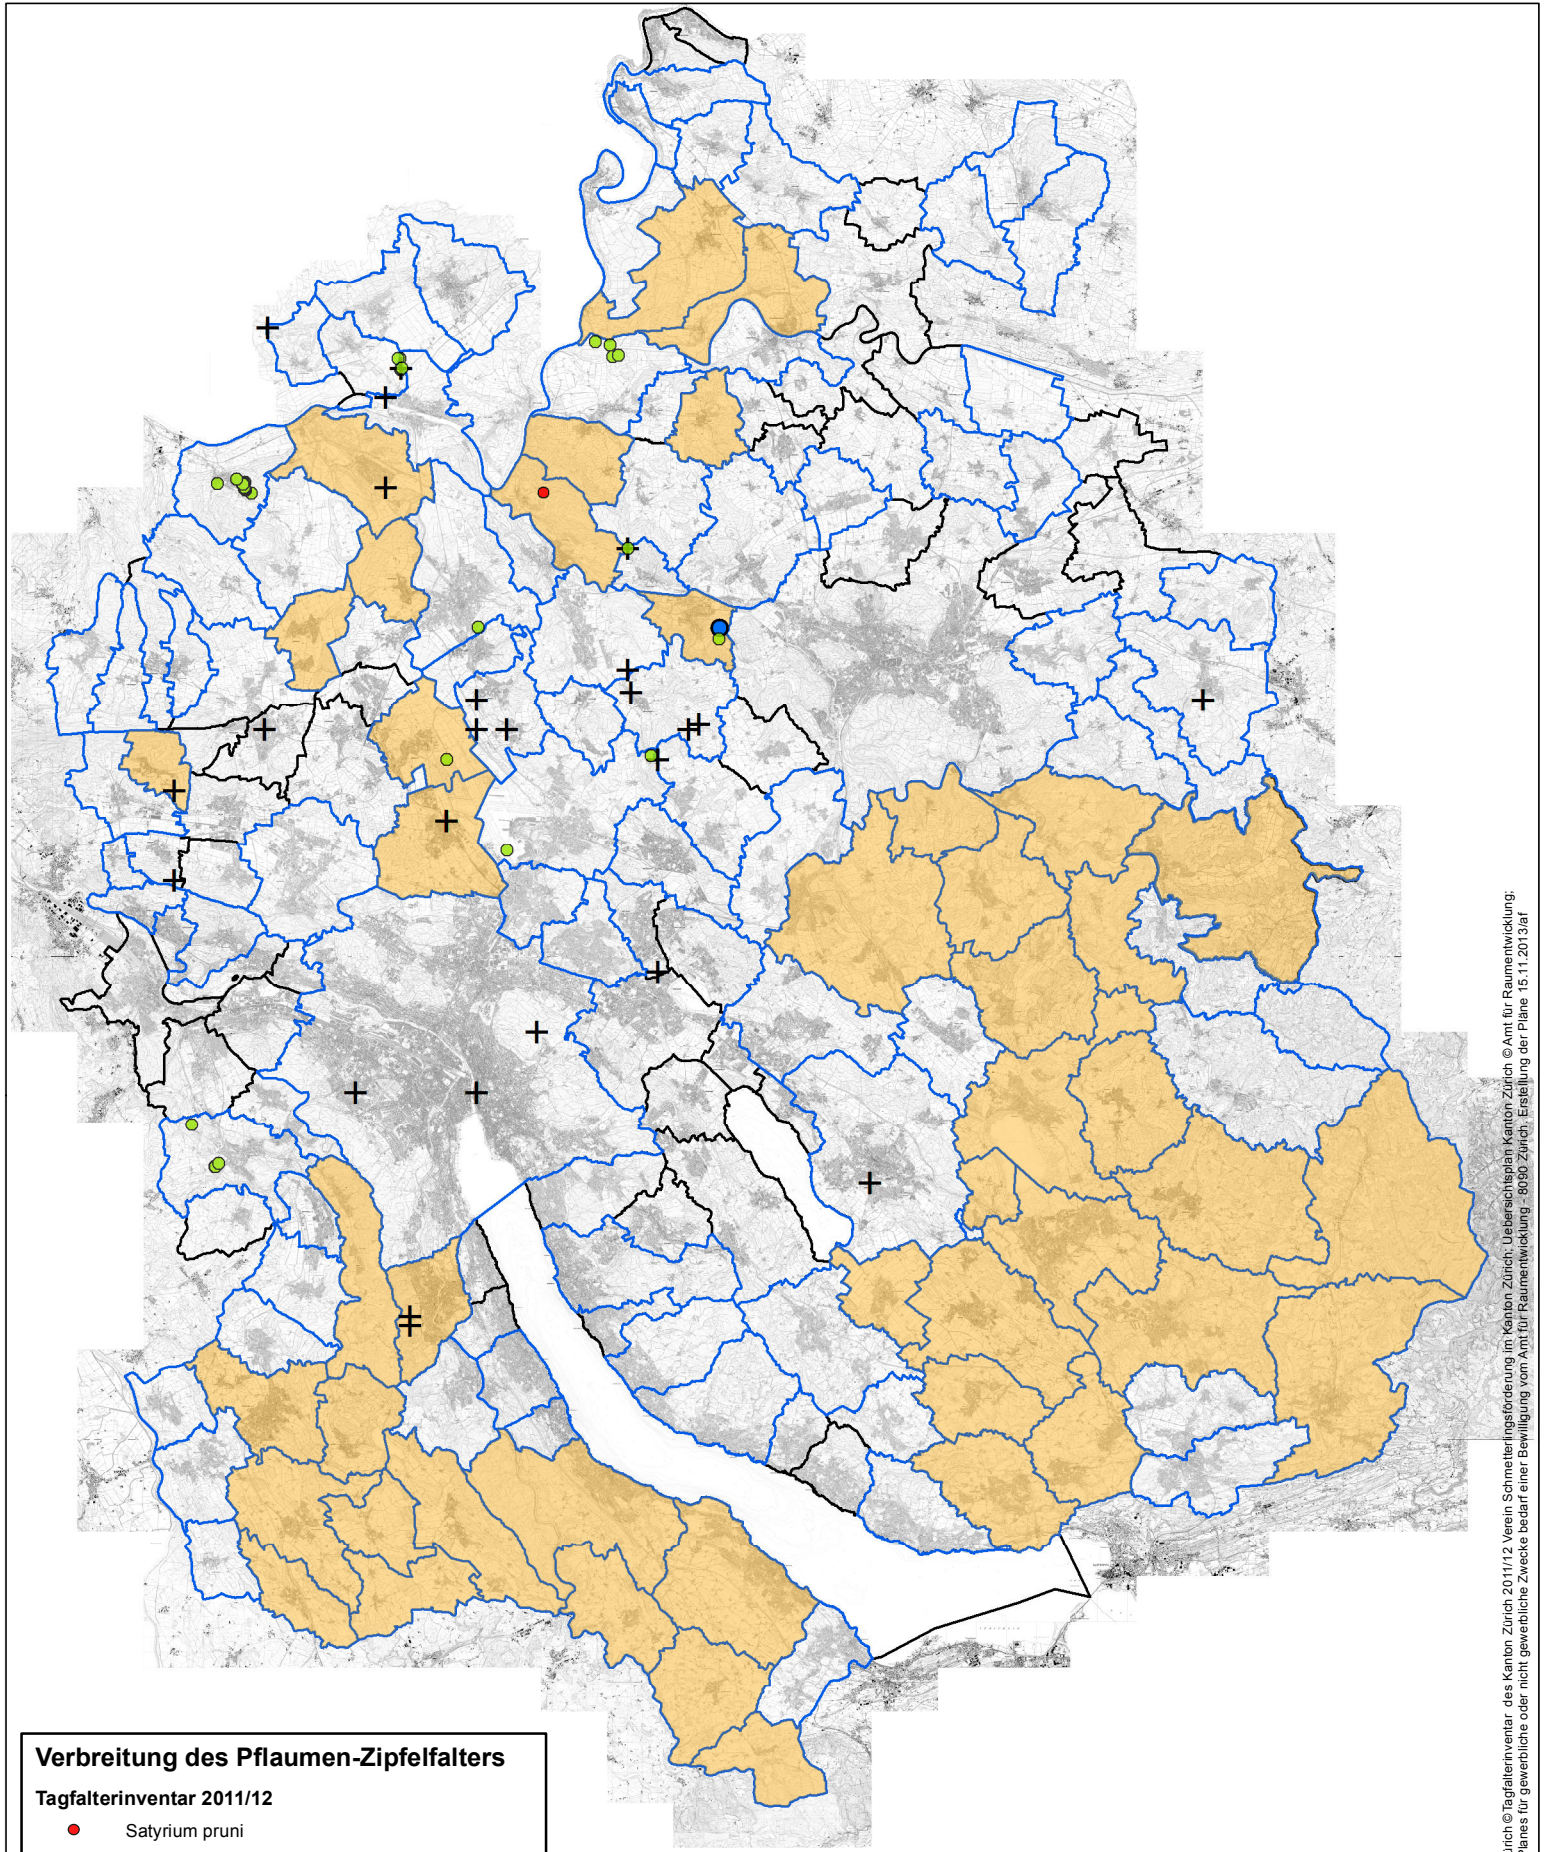 Verbreitung des Pflaumen-Zipfelfalters
Tagfalterinventar 2011/12
Satyrium pruni
ürich © Tagfalterinventar des Kanton Zürich 2011/12 Verein Schmetterlingsförderung im Kanton Zürich; Uebersichtsplan Kanton Zürich © Amt für Raumentwicklung;
Planes für gewerbliche oder nicht gewerbliche Zwecke bedarf einer Bewilligung vom Amt für Raumentwicklung - 8090 Zürich. Erstellung der Pläne 15.11.2013/af